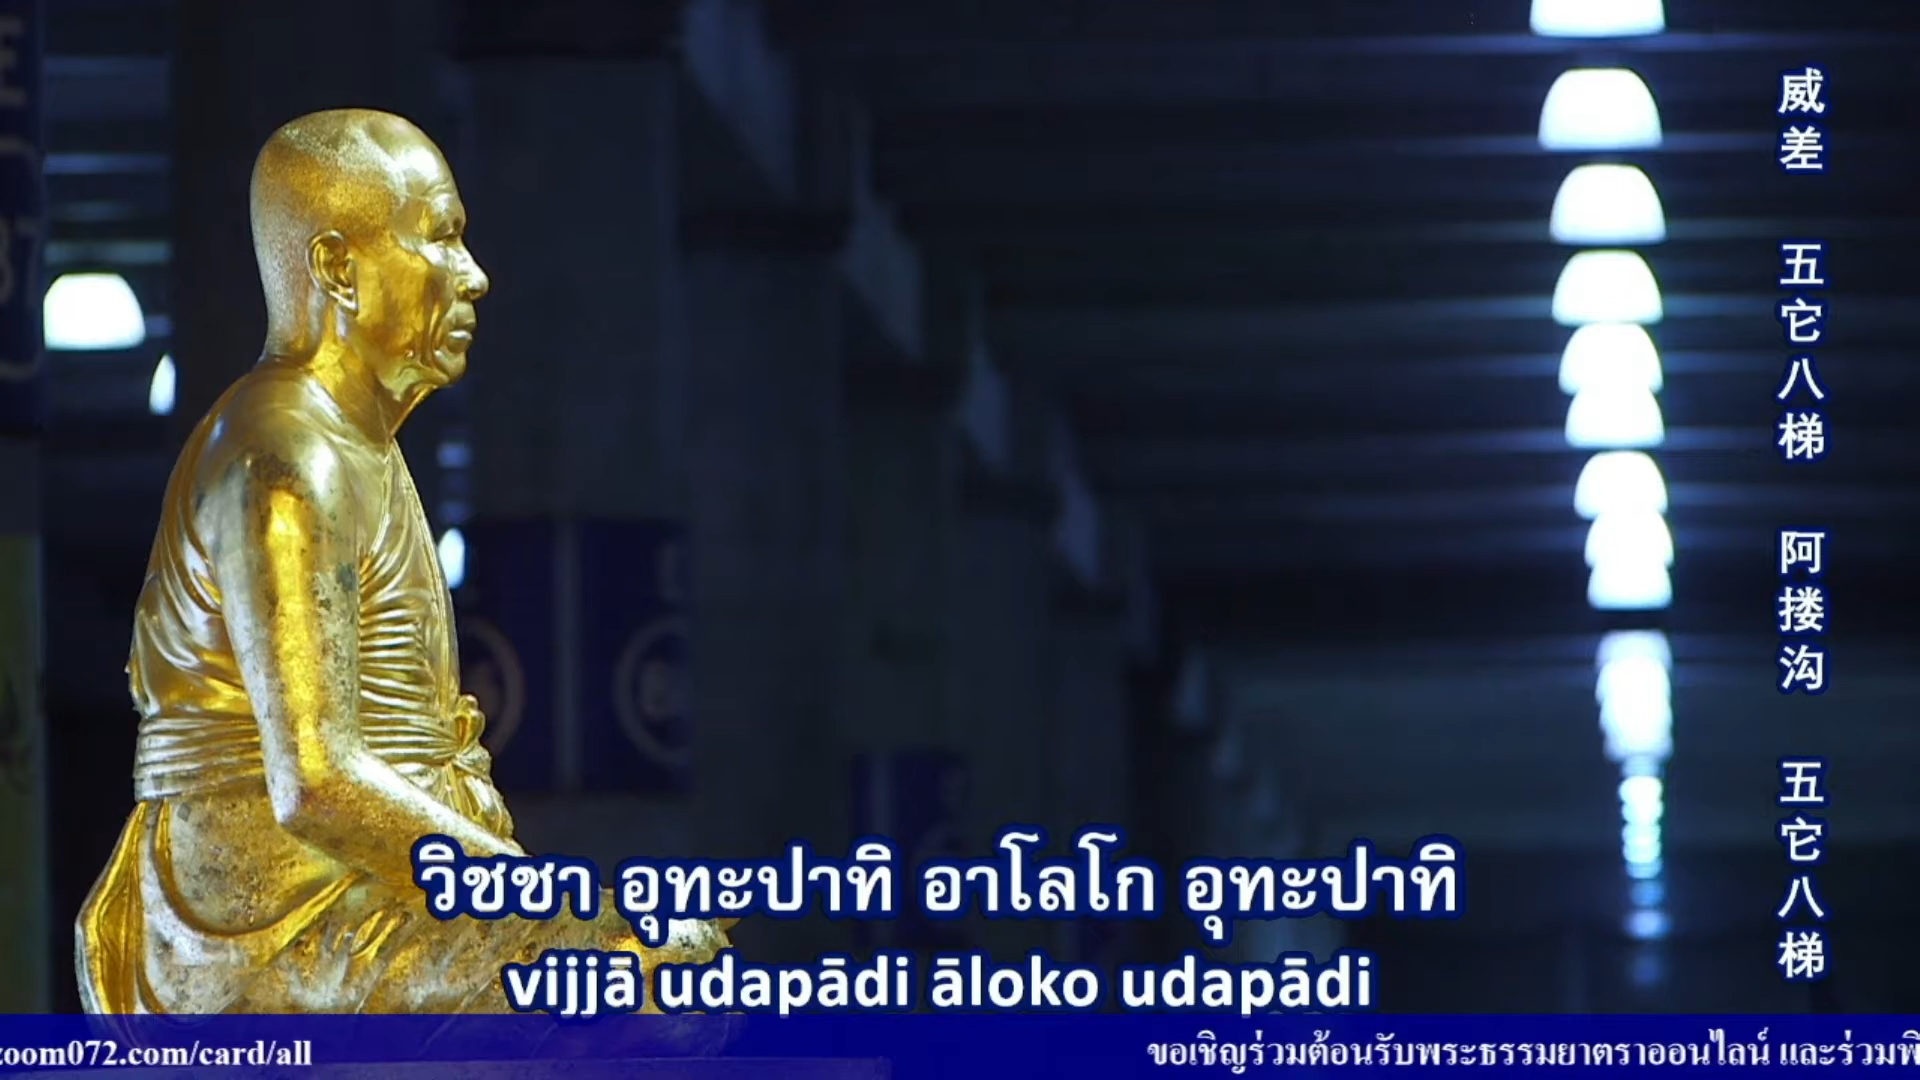 威差 五它八梯 阿搂沟 五它八梯
วิชชา อุทะปาทิ อาโลโก อุทะปาทิ
vijjā udapādi āloko udapādi
zoom072.com/card/all ขอเชิญร่วมต้อนรับพระธรรมยาตราออนไลน์ และร่วมพิ